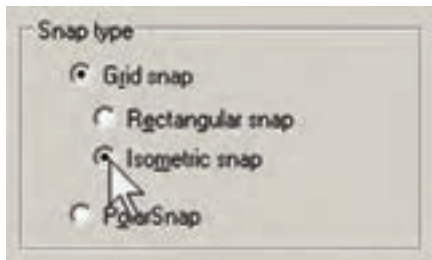 Snap type
Grid snap
Rectangular snap
Isometric snap
PolarSnap